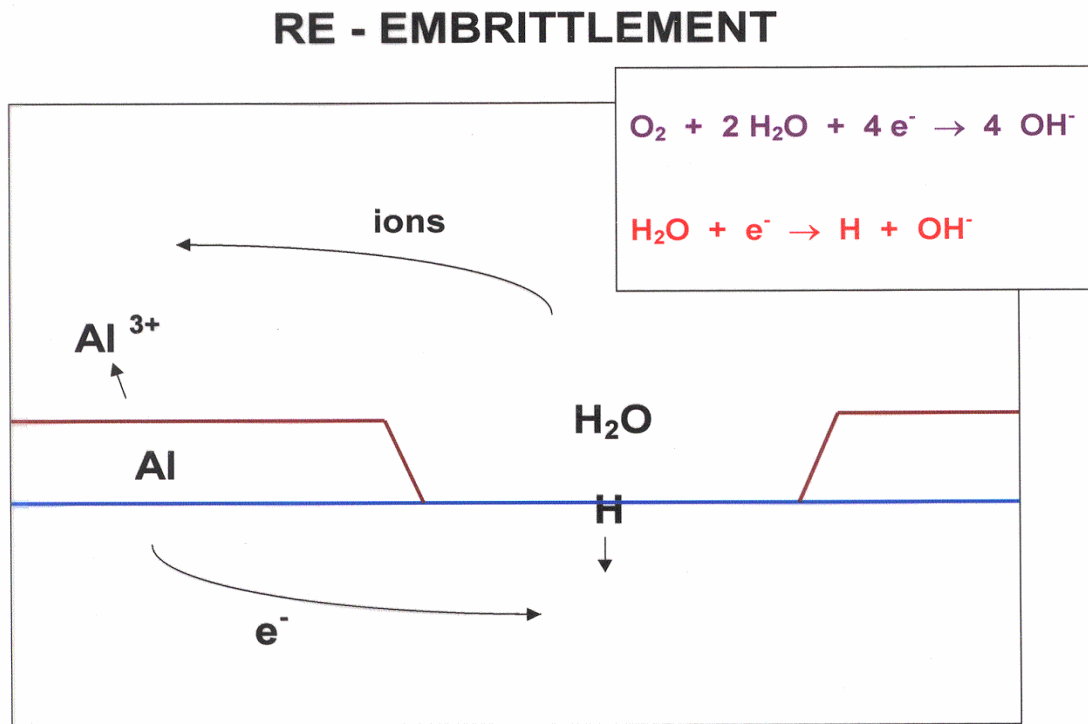 RE - EMBRITTLEMENT
O₂ + 2 H₂O + 4 e⁻ → 4 OH⁻
H₂O + e⁻ → H + OH⁻
ions
Al ³⁺
H₂O
Al
H
e⁻